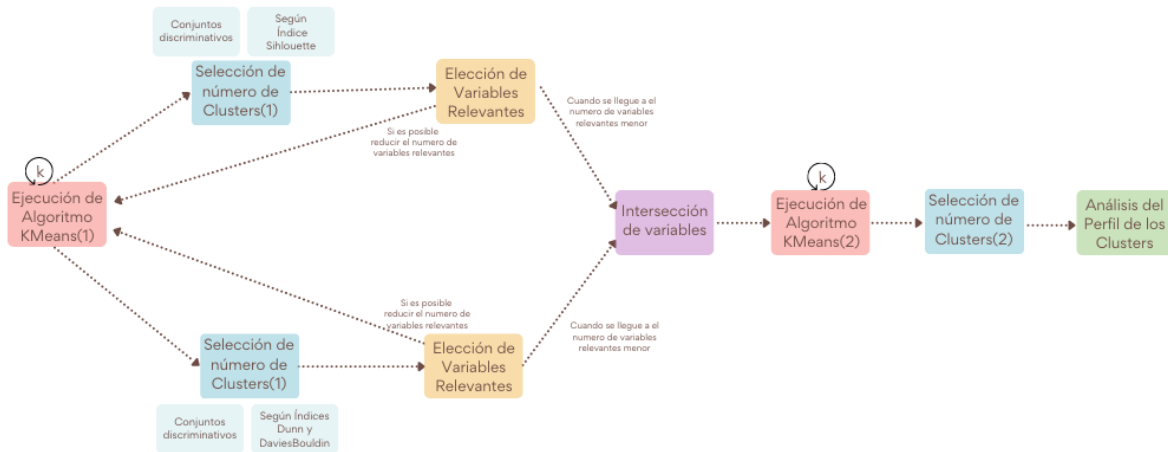 Conjuntos
discriminativos
Según
Índice
Sihlouette
Selección de
número de
Clusters(1)
Elección de
Variables
Relevantes
Cuando se llegue a el
numero de variables
relevantes menor
Si es posible
reducir el numero de
variables relevantes
k
Ejecución de
Algoritmo
KMeans(1)
Intersección
de variables
k
Ejecución de
Algoritmo
KMeans(2)
Selección de
número de
Clusters(2)
Análisis del
Perfil de los
Clusters
Si es posible
reducir el numero de
variables relevantes
Cuando se llegue a el
numero de variables
relevantes menor
Selección de
número de
Clusters(1)
Elección de
Variables
Relevantes
Conjuntos
discriminativos
Según Índices
Dunn y
DaviesBouldin